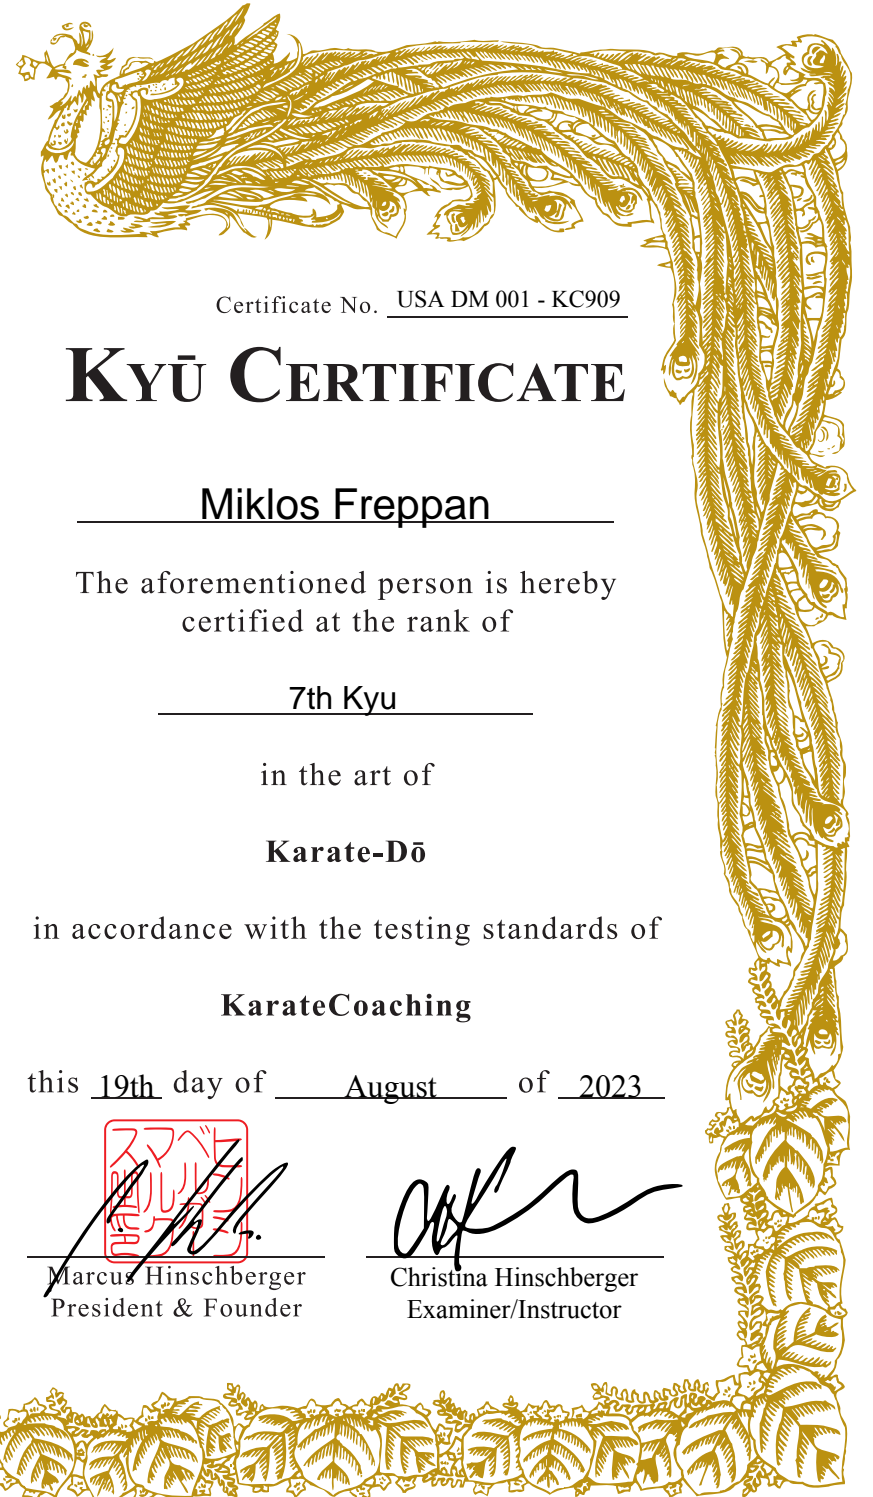 Certificate No. USA DM 001 - KC909
KYŪ CERTIFICATE
Miklos Freppan
The aforementioned person is hereby
certified at the rank of
7th Kyu
in the art of
Karate-Dō
in accordance with the testing standards of
KarateCoaching
this 19th day of August of 2023
Marcus Hinschberger
President & Founder
Christina Hinschberger
Examiner/Instructor